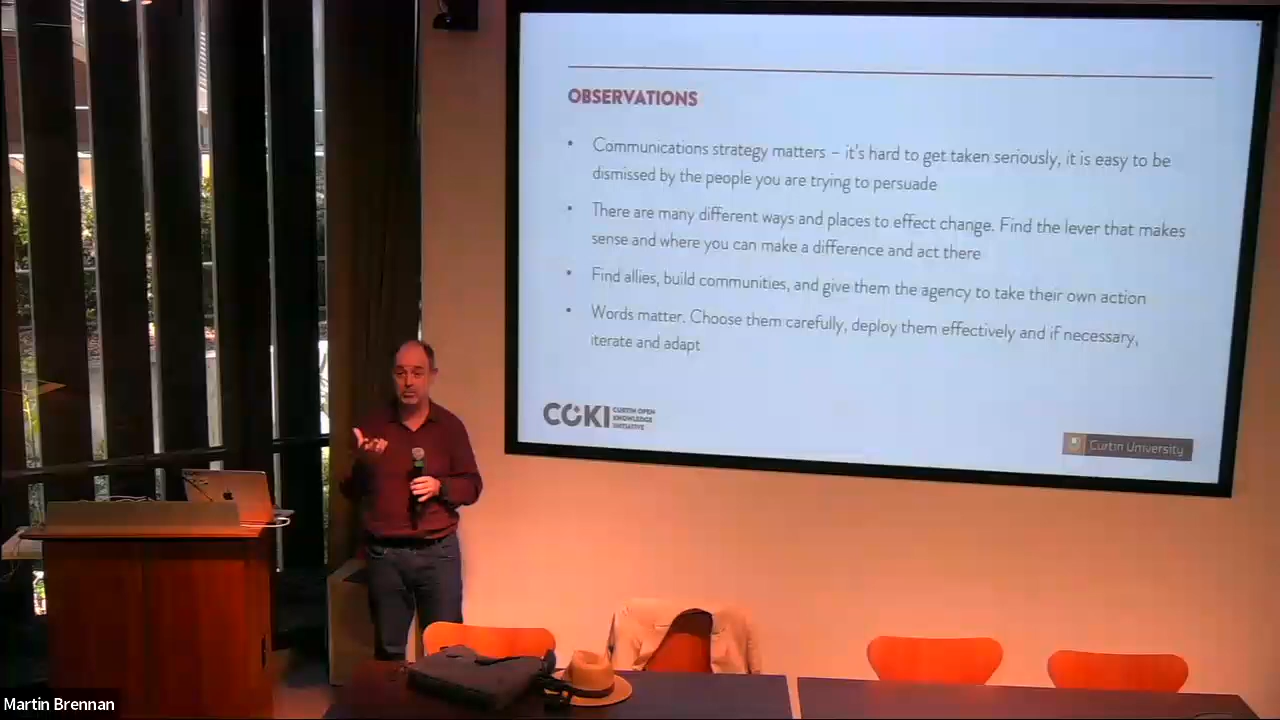 OBSERVATIONS
• Communications strategy matters – it's hard to get taken seriously, it is easy to be
dismissed by the people you are trying to persuade
• There are many different ways and places to effect change. Find the lever that makes
sense and where you can make a difference and act there
• Find allies, build communities, and give them the agency to take their own action
• Words matter. Choose them carefully, deploy them effectively and if necessary,
iterate and adapt
COKI
CURTIN OPEN
KNOWLEDGE
INITIATIVE
Curtin University
Martin Brennan